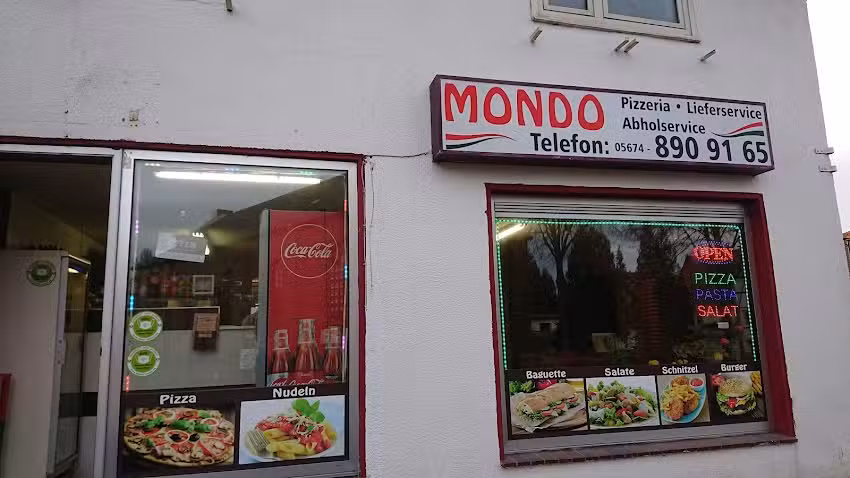 MONDO
Pizzeria • Lieferservice
Abholservice
Telefon: 05674 - 890 91 65
Coca-Cola
OPEN
PIZZA
PASTA
SALAT
Pizza
Nudeln
Baguette
Salate
Schnitzel
Burger